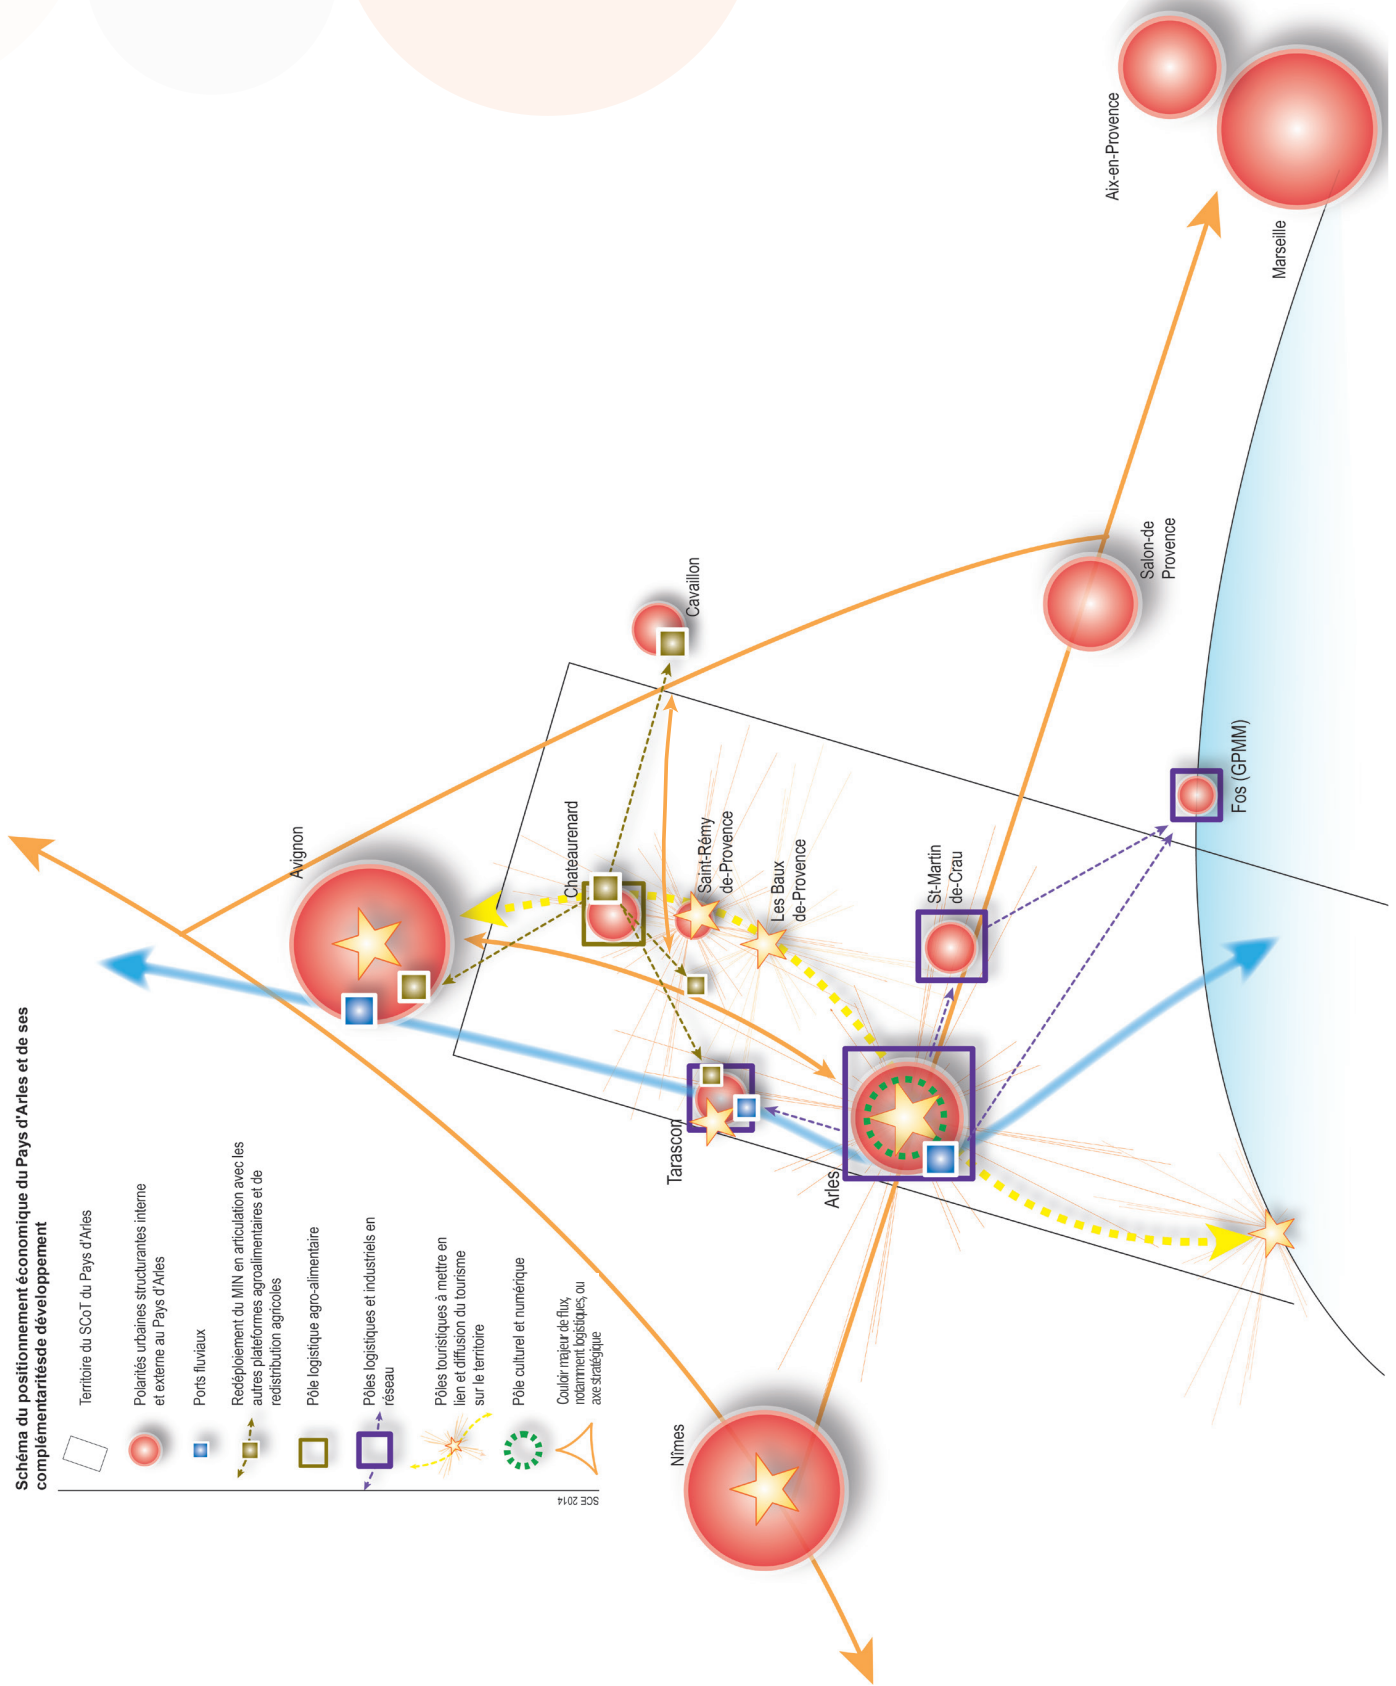 Schéma du positionnement économique du Pays d'Arles et de ses
complémentaritésde développement
Territoire du SCoT du Pays d'Arles
Polarités urbaines structurantes interne
et externe au Pays d'Arles
Ports fluviaux
Redéploiement du MIN en articulation avec les
autres plateformes agroalimentaires et de
redistribution agricoles
Pôle logistique agro-alimentaire
Pôles logistiques et industriels en
réseau
Pôles touristiques à mettre en
lien et diffusion du tourisme
sur le territoire
Pôle culturel et numérique
Couloir majeur de flux,
notamment logistiques, ou
axe stratégique
SCE 2014
Avignon
Chateaurenard
Cavaillon
Saint-Rémy
de-Provence
Les Baux
de-Provence
Tarascon
Arles
Nîmes
St-Martin
de-Crau
Salon-de
Provence
Fos (GPMM)
Aix-en-Provence
Marseille